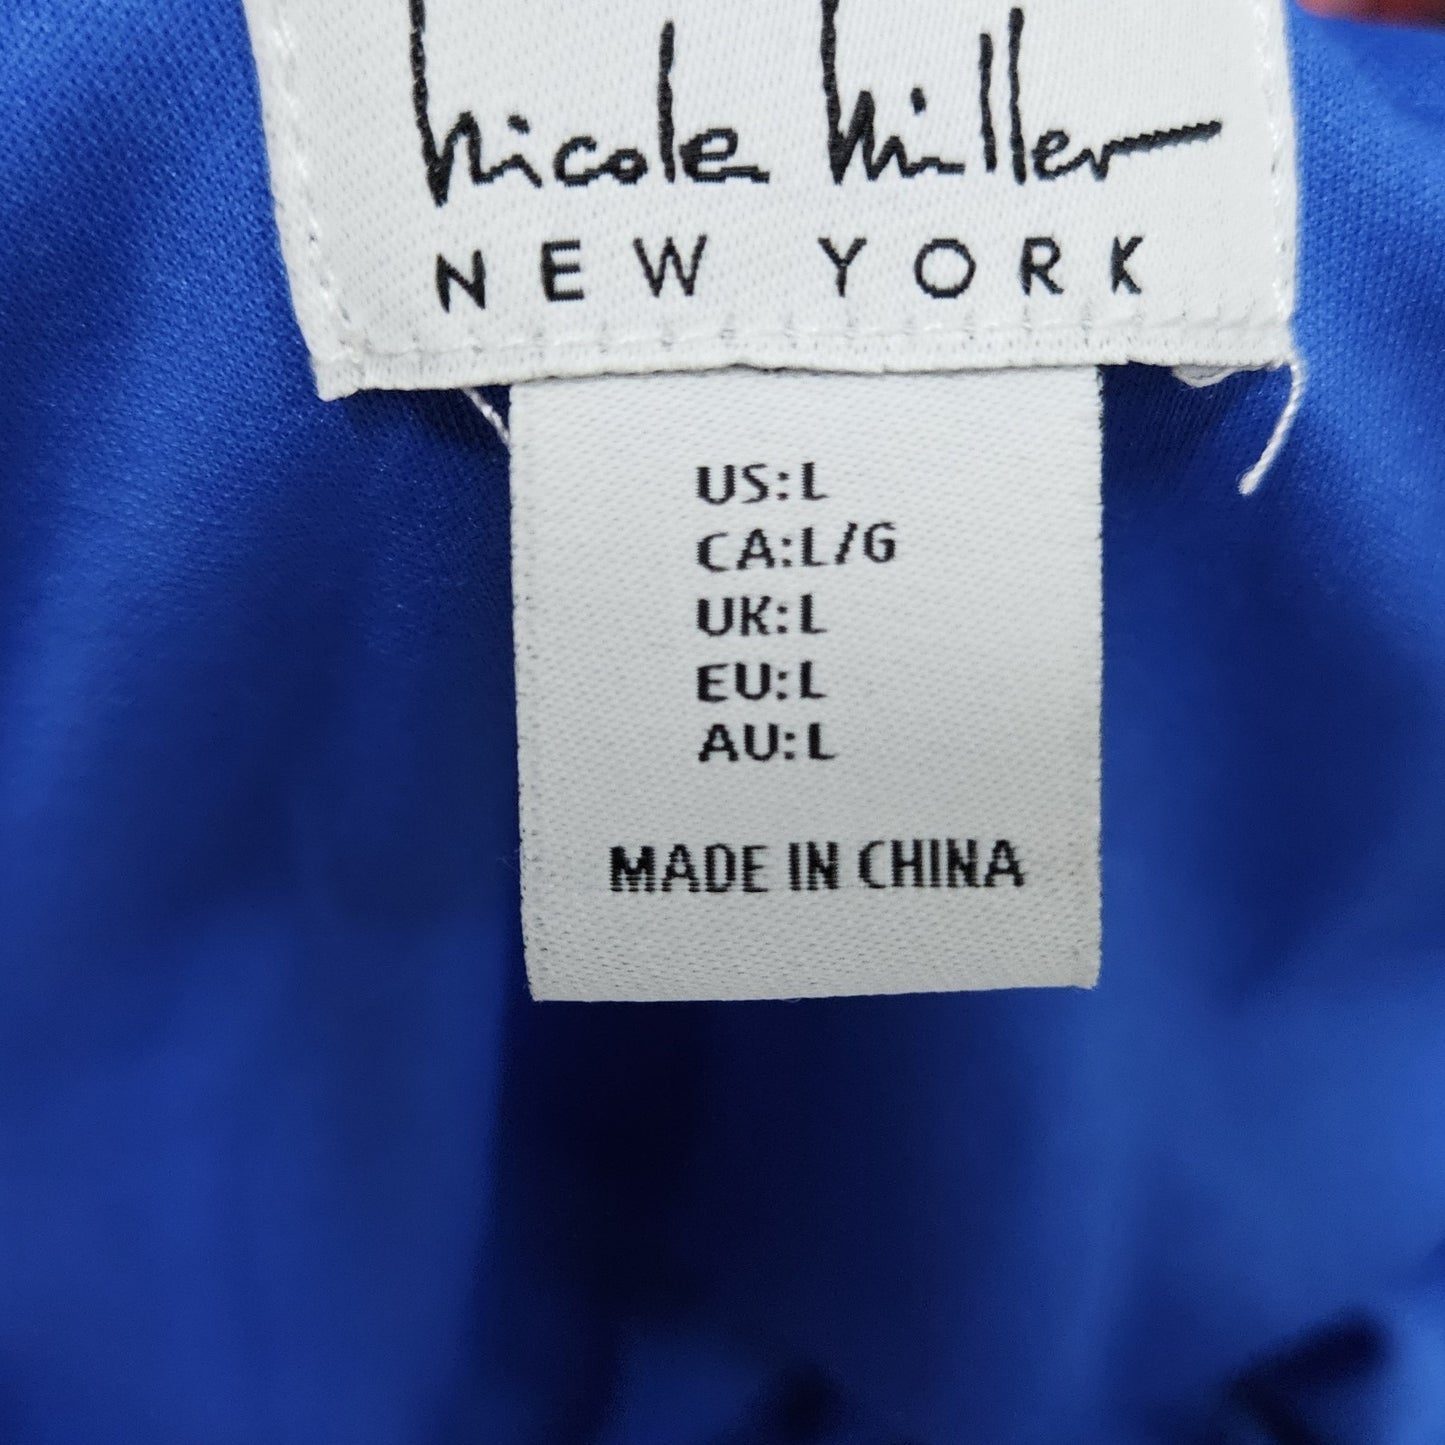 nicole miller
NEW YORK
US:L
CA:L/G
UK:L
EU:L
AU:L
MADE IN CHINA